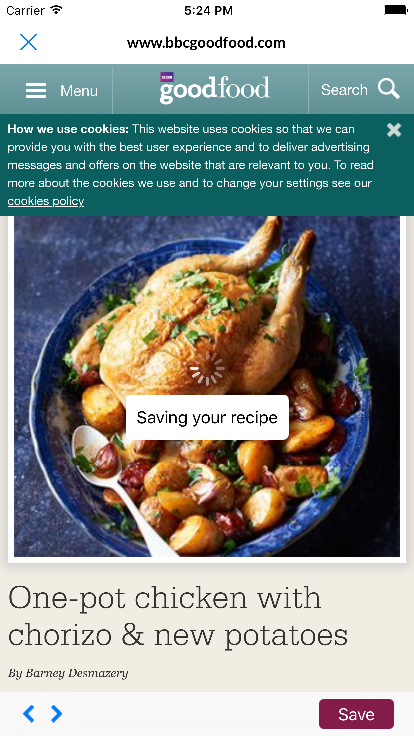 Carrier 5:24 PM
www.bbcgoodfood.com
Menu BBC goodfood Search
How we use cookies: This website uses cookies so that we can
provide you with the best user experience and to deliver advertising
messages and offers on the website that are relevant to you. To read
more about the cookies we use and to change your settings see our
cookies policy
Saving your recipe
One-pot chicken with
chorizo & new potatoes
By Barney Desmazery
Save